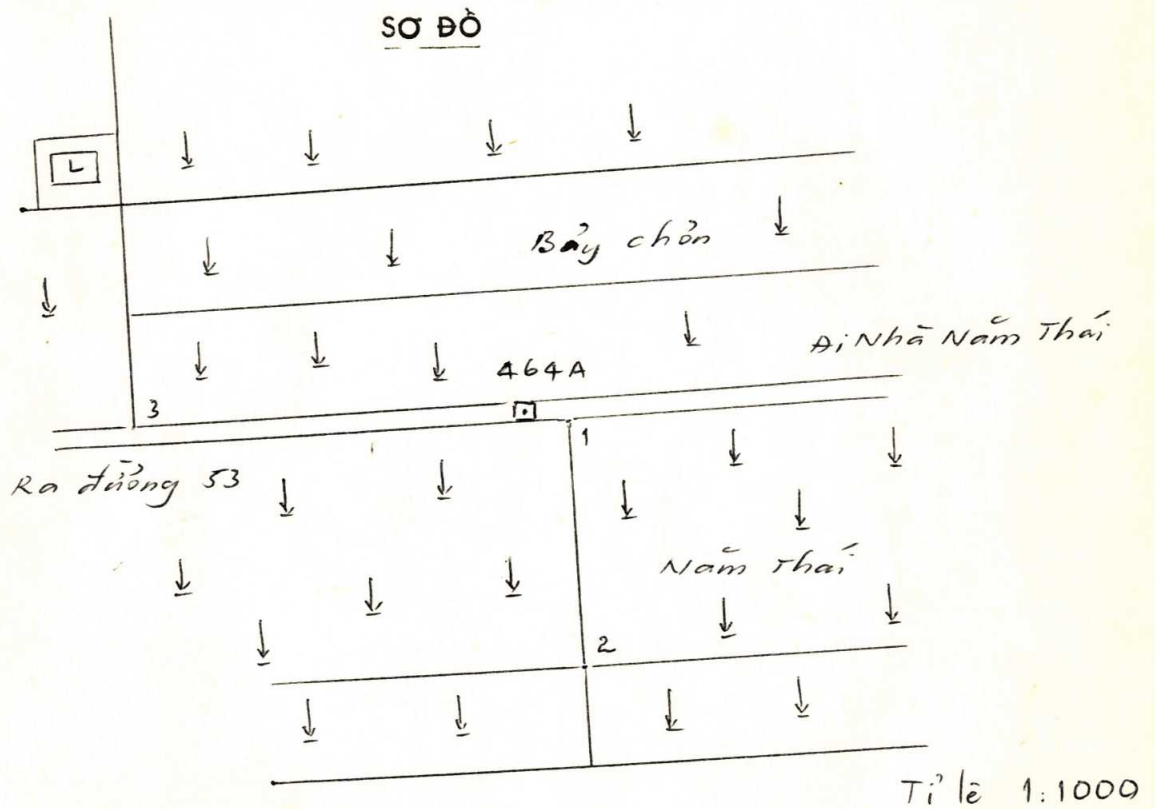 SƠ ĐỒ
L
Bảy chỏn
Đi Nhà Năm Thái
464A
3
1
Ra đường 53
Năm Thái
2
Tỉ lệ 1:1000